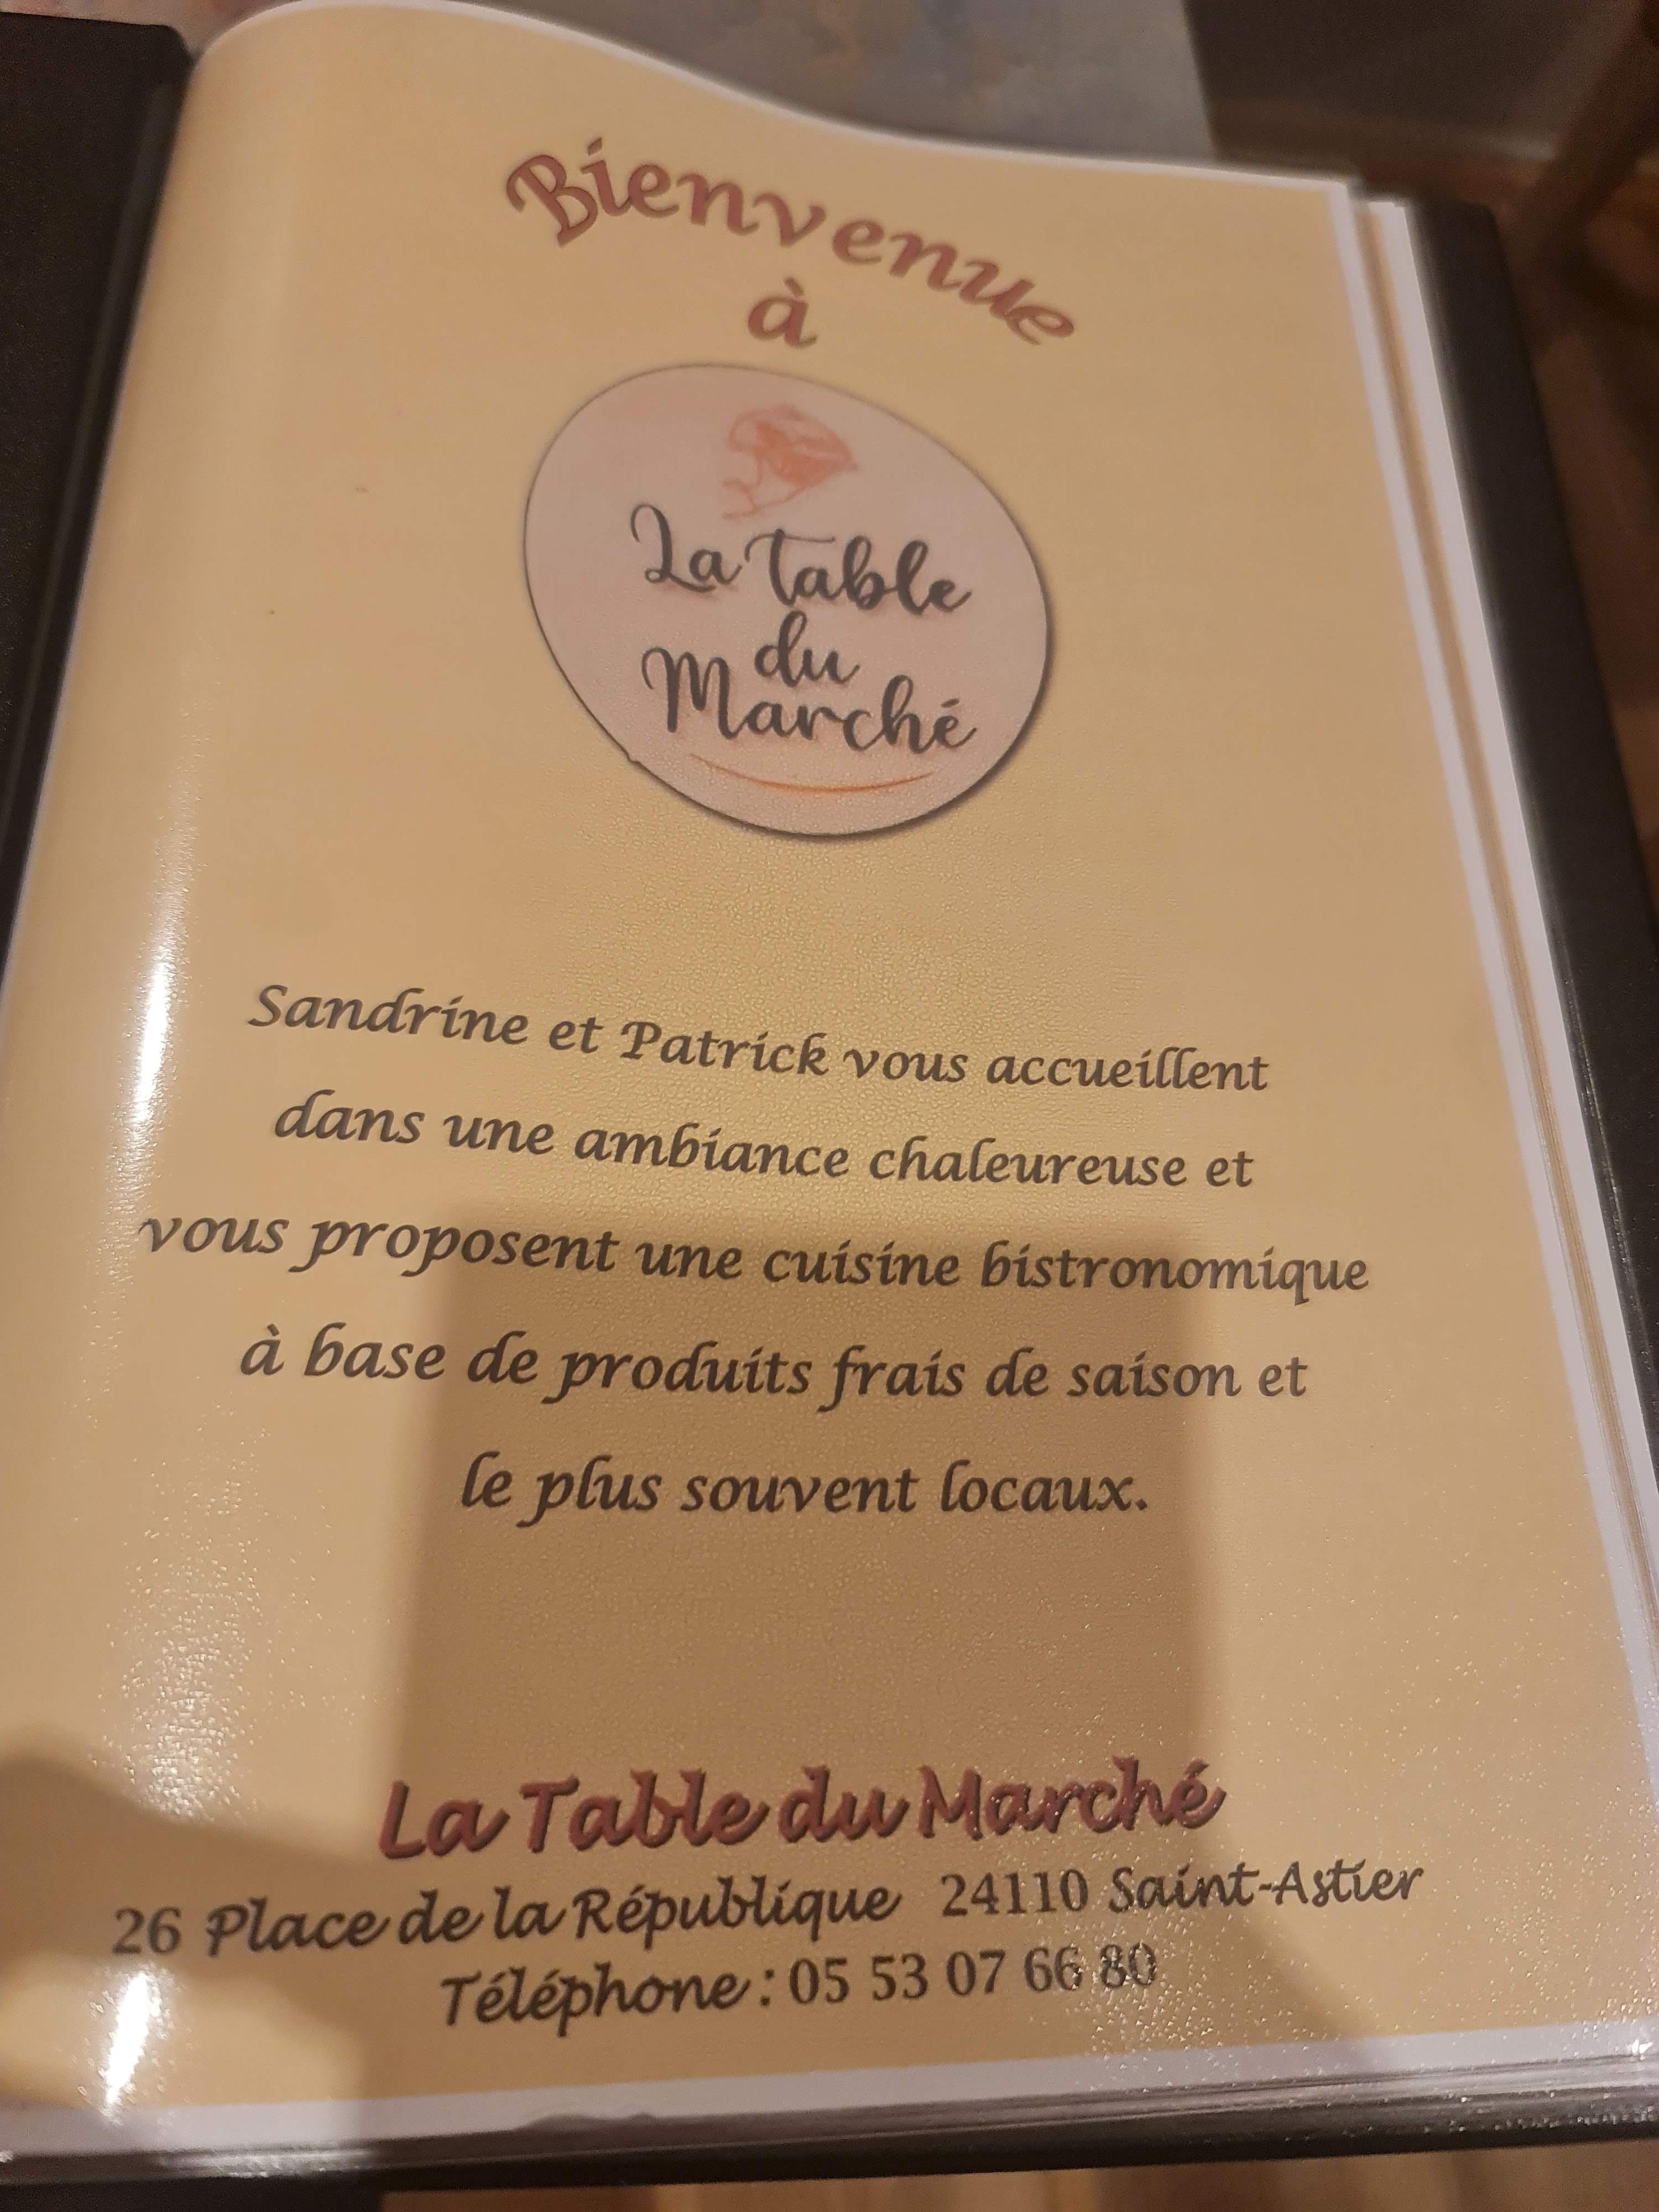 Bienvenue
à
La Table
du
Marché
Sandrine et Patrick vous accueillent
dans une ambiance chaleureuse et
vous proposent une cuisine bistronomique
à base de produits frais de saison et
le plus souvent locaux.
La Table du Marché
26 Place de la République 24110 Saint-Astier
Téléphone : 05 53 07 66 80